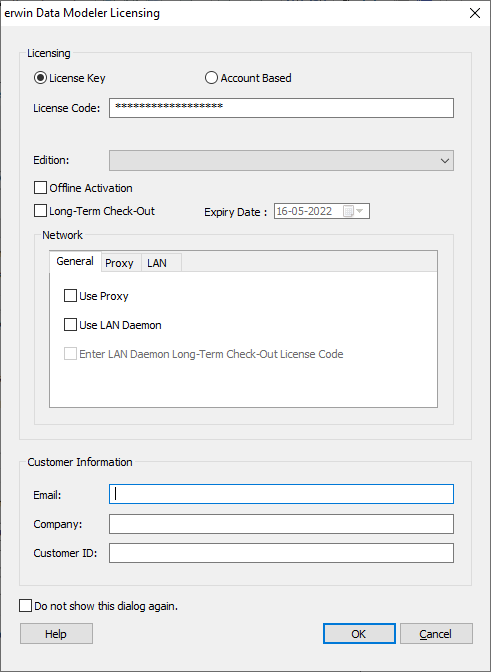 erwin Data Modeler Licensing
Licensing
License Key Account Based
License Code: ******************
Edition:
Offline Activation
Long-Term Check-Out Expiry Date : 16-05-2022
Network
General Proxy LAN
Use Proxy
Use LAN Daemon
Enter LAN Daemon Long-Term Check-Out License Code
Customer Information
Email:
Company:
Customer ID:
Do not show this dialog again.
Help OK Cancel